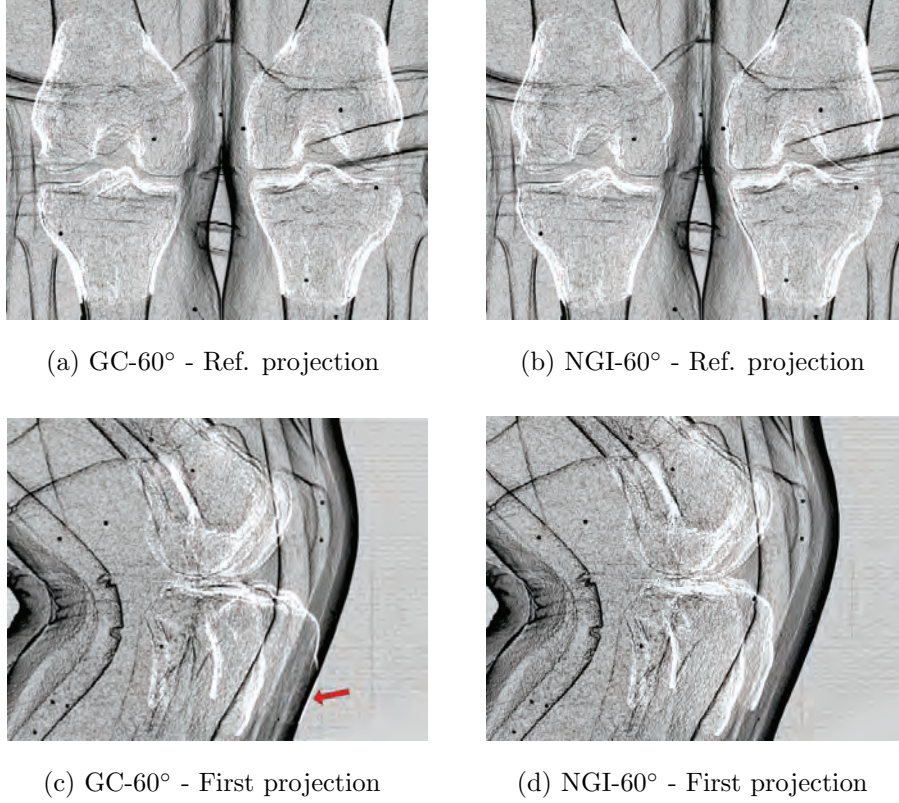 (a) GC-60° - Ref. projection
(b) NGI-60° - Ref. projection
(c) GC-60° - First projection
(d) NGI-60° - First projection